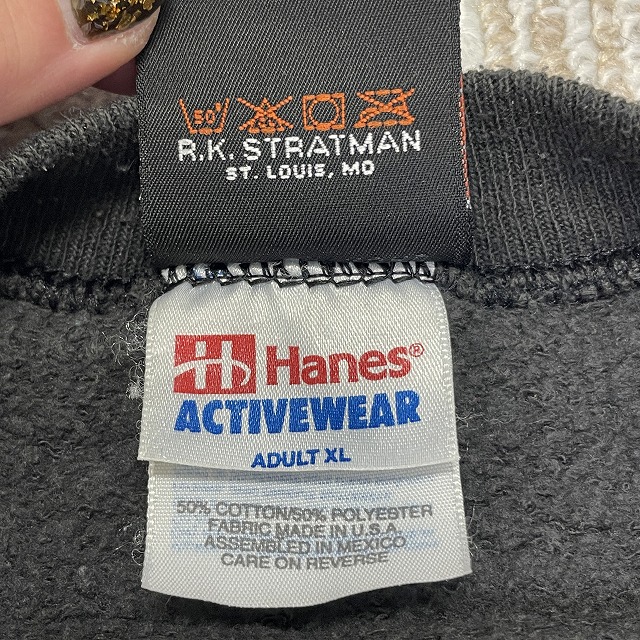 50°
R.K. STRATMAN
ST. LOUIS, MO
Hanes®
ACTIVEWEAR
ADULT XL
50% COTTON/50% POLYESTER
FABRIC MADE IN U.S.A.
ASSEMBLED IN MEXICO
CARE ON REVERSE